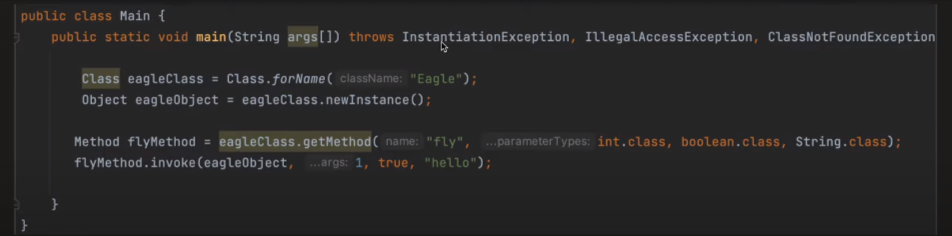 public class Main {
public static void main(String args[]) throws InstantiationException, IllegalAccessException, ClassNotFoundException
Class eagleClass = Class.forName( className: "Eagle");
Object eagleObject = eagleClass.newInstance();
Method flyMethod = eagleClass.getMethod( name: "fly", ...parameterTypes: int.class, boolean.class, String.class);
flyMethod.invoke(eagleObject, ...args: 1, true, "hello");
}
}